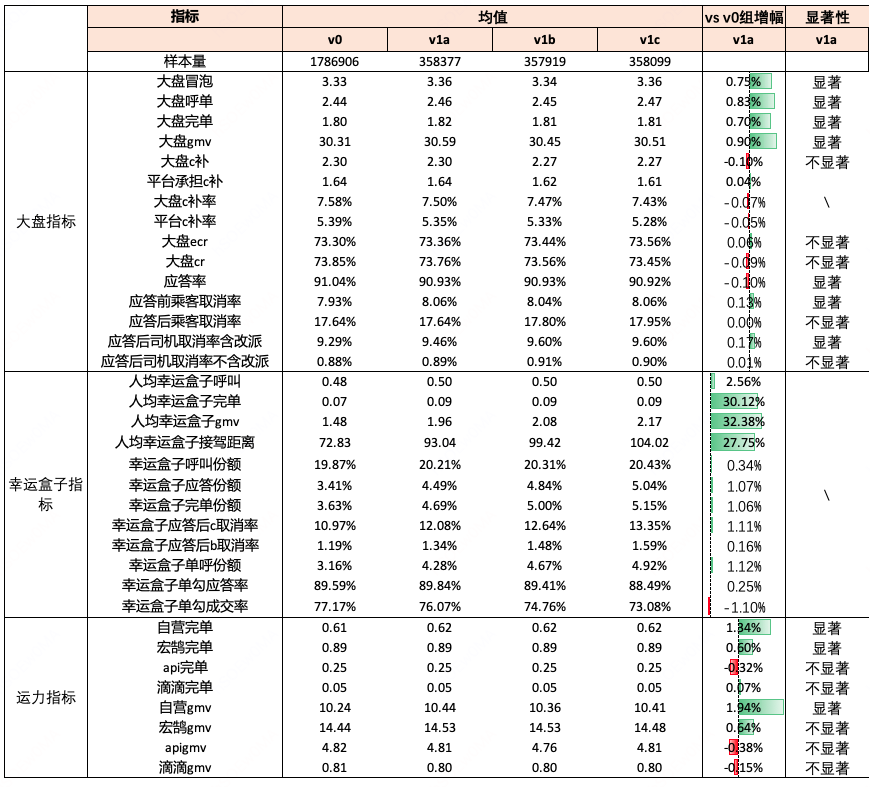 指标 均值 vs v0组增幅 显著性
v0 v1a v1b v1c v1a v1a
样本量 1786906 358377 357919 358099
大盘指标
大盘冒泡 3.33 3.36 3.34 3.36 0.75% 显著
大盘呼单 2.44 2.46 2.45 2.47 0.83% 显著
大盘完单 1.80 1.82 1.81 1.81 0.70% 显著
大盘gmv 30.31 30.59 30.45 30.51 0.90% 显著
大盘c补 2.30 2.30 2.27 2.27 -0.10% 不显著
平台承担c补 1.64 1.64 1.62 1.61 0.04%
大盘c补率 7.58% 7.50% 7.47% 7.43% -0.07% \
平台c补率 5.39% 5.35% 5.33% 5.28% -0.05%
大盘ecr 73.30% 73.36% 73.44% 73.56% 0.06% 不显著
大盘cr 73.85% 73.76% 73.56% 73.45% -0.09% 不显著
应答率 91.04% 90.93% 90.93% 90.92% -0.10% 显著
应答前乘客取消率 7.93% 8.06% 8.04% 8.06% 0.13% 显著
应答后乘客取消率 17.64% 17.64% 17.80% 17.95% 0.00% 不显著
应答后司机取消率含改派 9.29% 9.46% 9.60% 9.60% 0.17% 显著
应答后司机取消率不含改派 0.88% 0.89% 0.91% 0.90% 0.01% 不显著
幸运盒子指标
人均幸运盒子呼叫 0.48 0.50 0.50 0.50 2.56%
人均幸运盒子完单 0.07 0.09 0.09 0.09 30.12%
人均幸运盒子gmv 1.48 1.96 2.08 2.17 32.38%
人均幸运盒子接驾距离 72.83 93.04 99.42 104.02 27.75%
幸运盒子呼叫份额 19.87% 20.21% 20.31% 20.43% 0.34%
幸运盒子应答份额 3.41% 4.49% 4.84% 5.04% 1.07%
幸运盒子完单份额 3.63% 4.69% 5.00% 5.15% 1.06% \
幸运盒子应答后c取消率 10.97% 12.08% 12.64% 13.35% 1.11%
幸运盒子应答后b取消率 1.19% 1.34% 1.48% 1.59% 0.16%
幸运盒子单呼份额 3.16% 4.28% 4.67% 4.92% 1.12%
幸运盒子单勾应答率 89.59% 89.84% 89.41% 88.49% 0.25%
幸运盒子单勾成交率 77.17% 76.07% 74.76% 73.08% -1.10%
运力指标
自营完单 0.61 0.62 0.62 0.62 1.34% 显著
宏鹄完单 0.89 0.89 0.89 0.89 0.60% 显著
api完单 0.25 0.25 0.25 0.25 -0.32% 不显著
滴滴完单 0.05 0.05 0.05 0.05 0.07% 不显著
自营gmv 10.24 10.44 10.36 10.41 1.94% 显著
宏鹄gmv 14.44 14.53 14.53 14.48 0.64% 不显著
apigmv 4.82 4.81 4.76 4.81 -0.38% 不显著
滴滴gmv 0.81 0.80 0.80 0.80 -0.15% 不显著